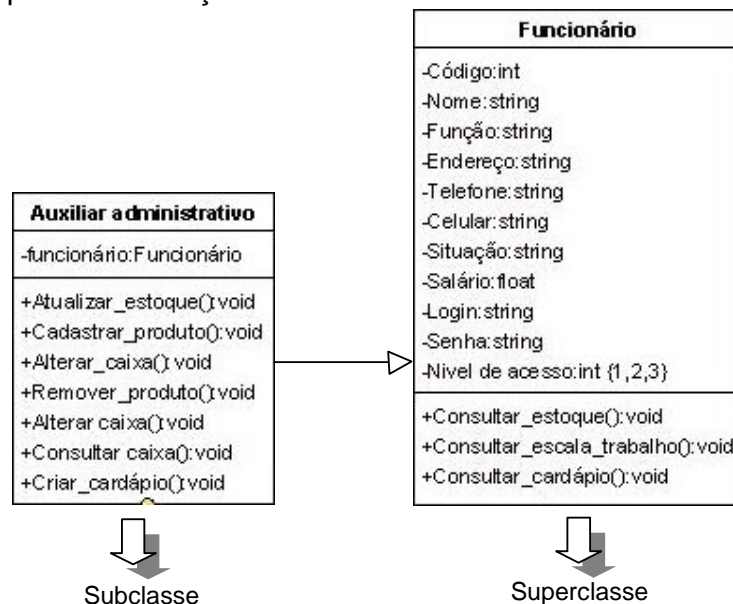 Funcionário
-Código:int
-Nome:string
-Função:string
-Endereço:string
-Telefone:string
-Celular:string
-Situação:string
-Salário:float
-Login:string
-Senha:string
-Nivel de acesso:int {1,2,3}
+Consultar_estoque():void
+Consultar_escala_trabalho():void
+Consultar_cardápio():void
Auxiliar administrativo
-funcionário:Funcionário
+Atualizar_estoque():void
+Cadastrar_produto():void
+Alterar_caixa():void
+Remover_produto():void
+Alterar caixa():void
+Consultar caixa():void
+Criar_cardápio():void
Subclasse
Superclasse